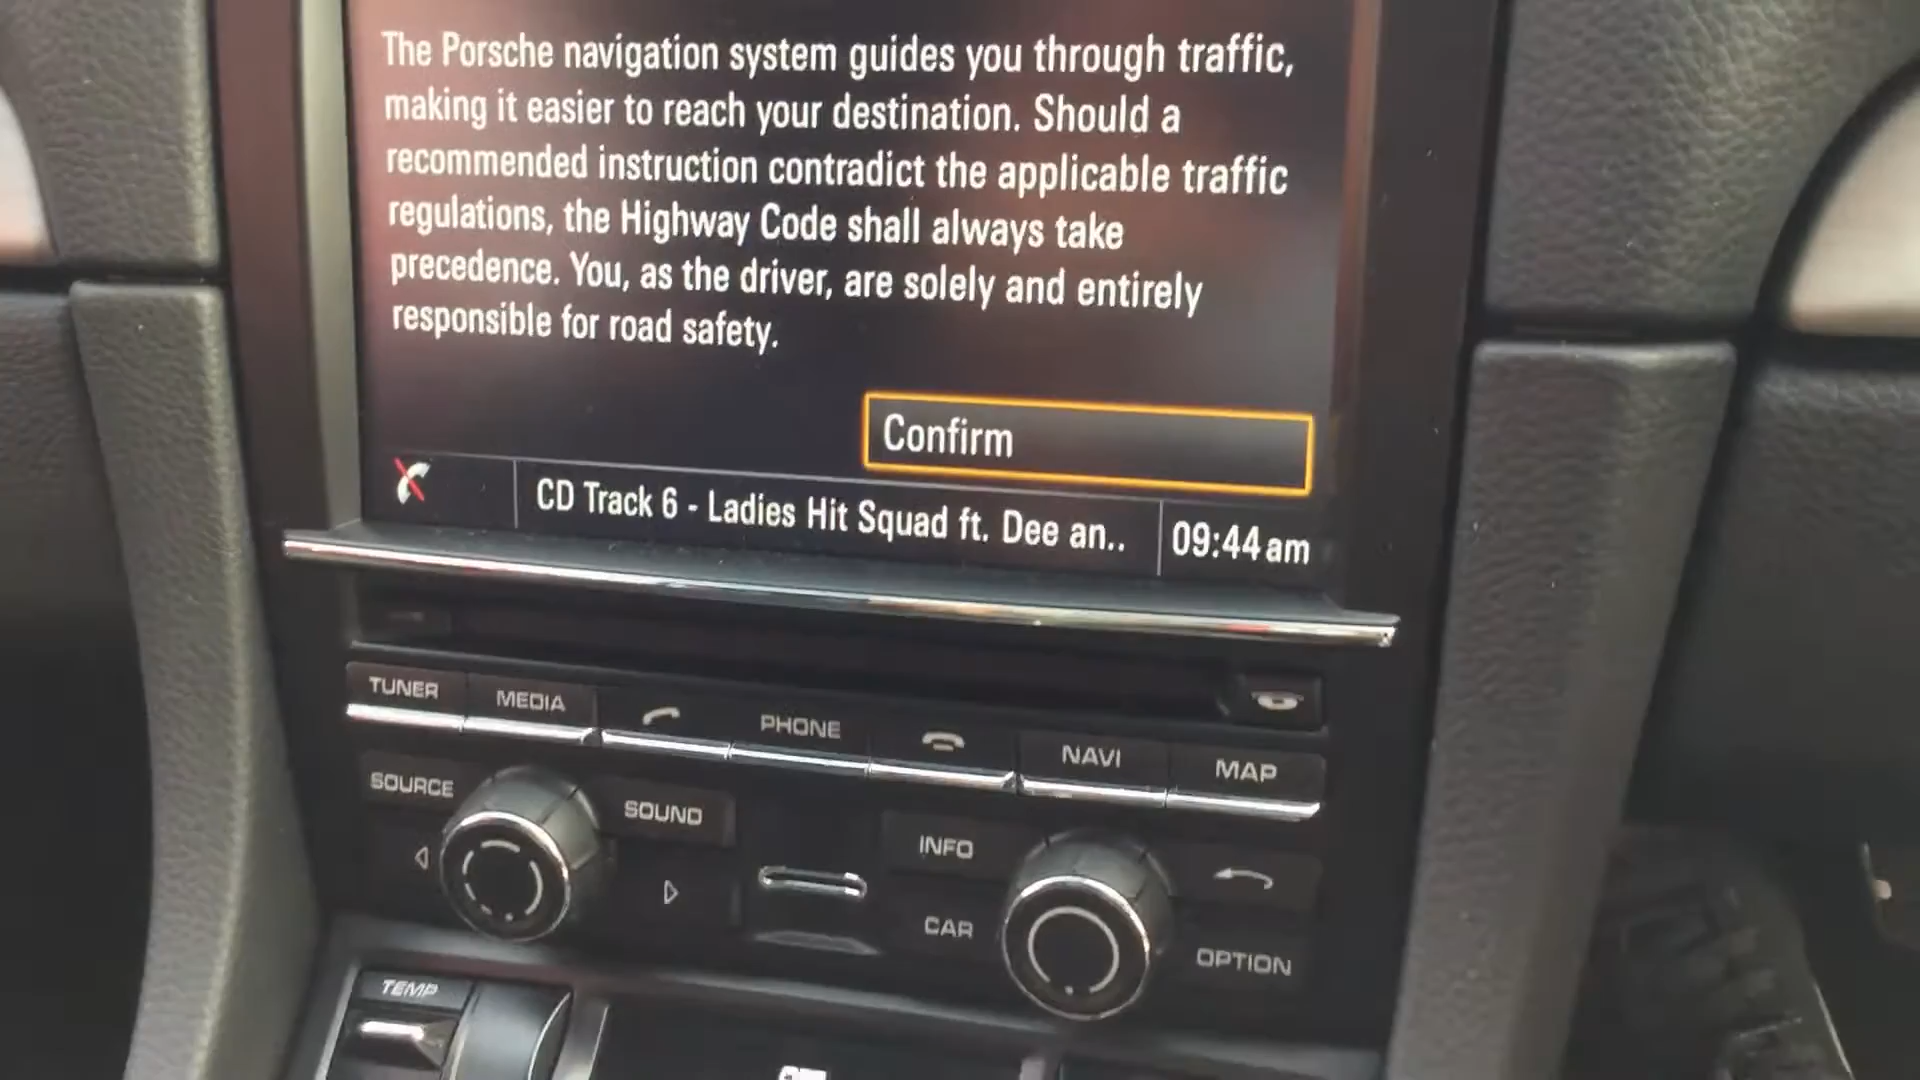 The Porsche navigation system guides you through traffic,
making it easier to reach your destination. Should a
recommended instruction contradict the applicable traffic
regulations, the Highway Code shall always take
precedence. You, as the driver, are solely and entirely
responsible for road safety.
Confirm
CD Track 6 - Ladies Hit Squad ft. Dee an..
09:44am
TUNER
MEDIA
PHONE
NAVI
MAP
SOURCE
SOUND
INFO
CAR
OPTION
TEMP